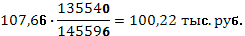 107,66 · 135540/145596 = 100,22 тыс. руб.